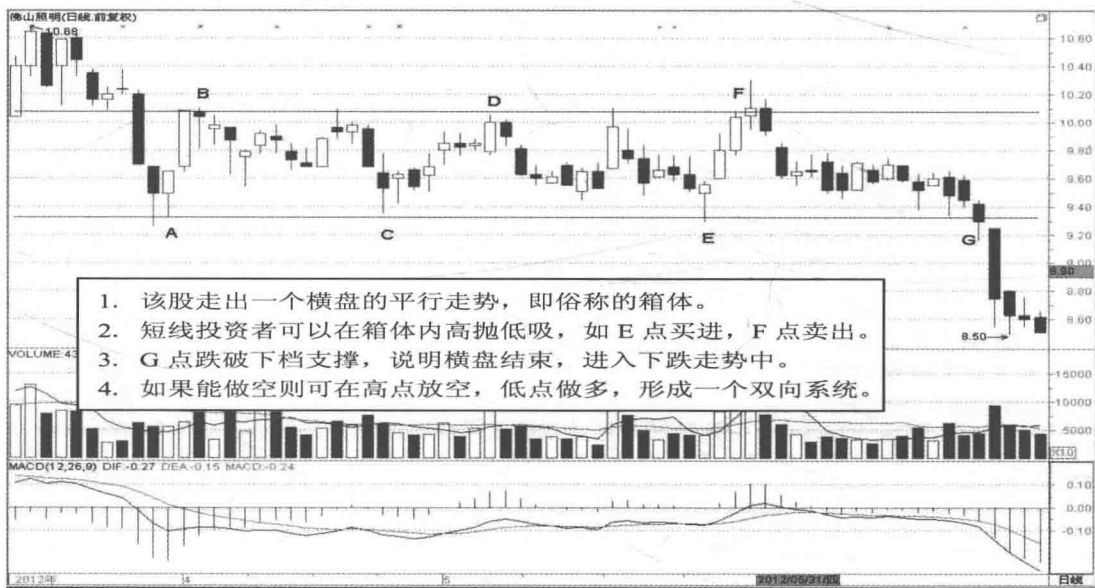 佛山照明(日线.前复权)
10.68
10.60
10.40
10.20
10.00
9.80
9.60
9.40
9.20
9.00
8.90
8.80
8.60
B
D
F
A
C
E
G
8.50
1. 该股走出一个横盘的平行走势，即俗称的箱体。
2. 短线投资者可以在箱体内高抛低吸，如 E 点买进，F 点卖出。
3. G 点跌破下档支撑，说明横盘结束，进入下跌走势中。
4. 如果能做空则可在高点放空，低点做多，形成一个双向系统。
VOLUME:43
15000
10000
5000
X10
MACD(12,26,9) DIF:-0.27 DEA:-0.15 MACD:-0.24
0.10
0.00
-0.10
2012年 4 5 2012/05/31/四 日线